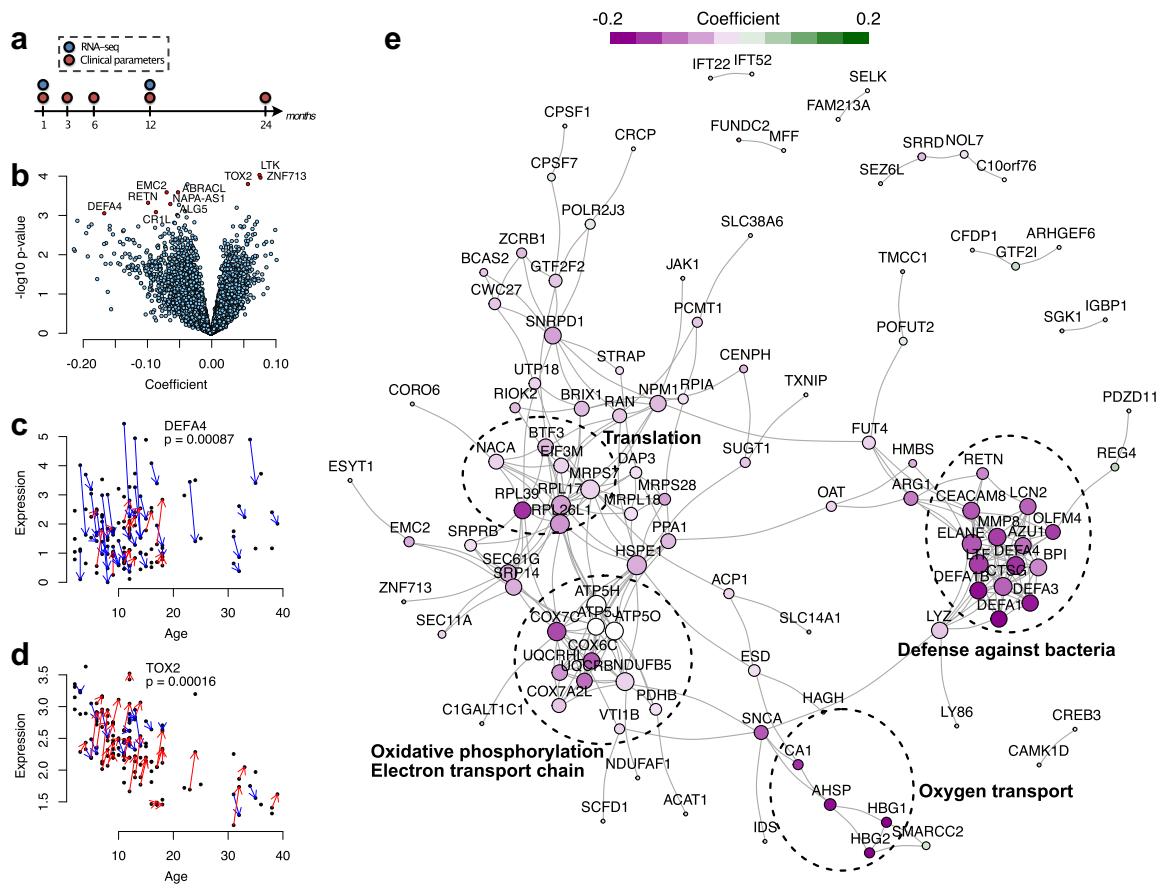 a
RNA-seq
Clinical parameters
1 3 6 12 24 months
b
-log10 p-value
4
3
2
1
0
LTK
ZNF713
TOX2
EMC2
ABRACL
RETN
NAPA-AS1
DEFA4
ALG5
CR1L
-0.20 -0.10 0.00 0.10
Coefficient
c
DEFA4
p = 0.00087
Expression
5
4
3
2
1
0
10 20 30 40
Age
d
TOX2
p = 0.00016
Expression
3.5
3.0
2.5
2.0
1.5
10 20 30 40
Age
e
-0.2 Coefficient 0.2
IFT22 IFT52
SELK
FAM213A
CPSF1
CRCP
FUNDC2
MFF
SRRD NOL7
SEZ6L C10orf76
CPSF7
POLR2J3
SLC38A6
ZCRB1
BCAS2 GTF2F2
CWC27
JAK1
TMCC1
CFDP1 ARHGEF6
GTF2I
SNRPD1
PCMT1
POFUT2
SGK1 IGBP1
STRAP
CENPH
UTP18
TXNIP
CORO6
RIOK2 BRIX1 RAN NPM1 RPIA
PDZD11
BTF3 Translation
NACA EIF3M
SUGT1
FUT4
HMBS
REG4
ESYT1
MRPS7 DAP3
RPL39 RPL17 MRPL18 MRPS28
RPL26L1
OAT
ARG1
RETN
CEACAM8 LCN2
MMP8 OLFM4
ELANE AZU1
LTF DEFA4 BPI
DEFA1B CTSG DEFA3
DEFA1
EMC2
SRPRB
PPA1
SEC61G HSPE1
SRP14
ZNF713
SEC11A
ATP5H
ACP1
SLC14A1
LYZ
COX7C ATP5J ATP5O
Defense against bacteria
COX6C
UQCRHL UQCRB NDUFB5
COX7A2L PDHB
ESD
HAGH
C1GALT1C1
VTI1B
SNCA
LY86
CREB3
CAMK1D
Oxidative phosphorylation
Electron transport chain
NDUFAF1
CA1
AHSP
Oxygen transport
SCFD1 ACAT1
IDS
HBG1
HBG2 SMARCC2